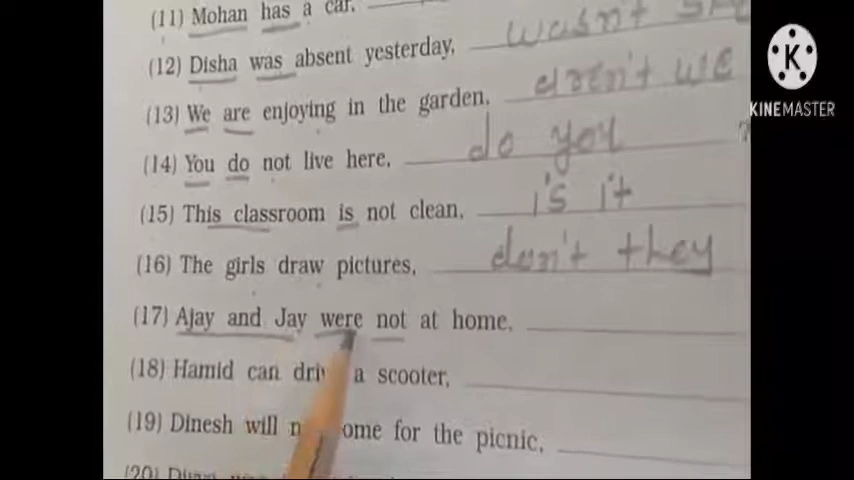 (11) Mohan has a car.
(12) Disha was absent yesterday, wasn't she
(13) We are enjoying in the garden, aren't we
(14) You do not live here, do you ?
(15) This classroom is not clean, is it
(16) The girls draw pictures, don't they
(17) Ajay and Jay were not at home,
(18) Hamid can a scooter,
(19) Dinesh will for the picnic,
(20)
K
KINEMASTER